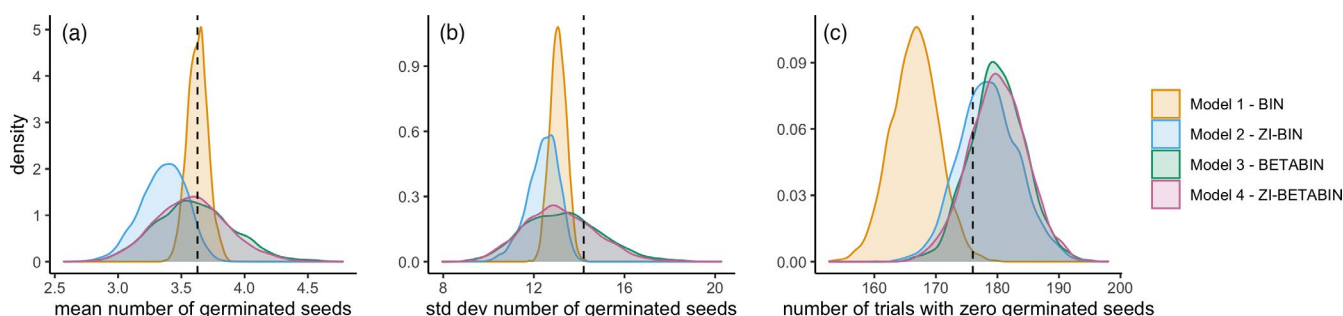 (a)
5
4
3
2
1
0
density
2.5 3.0 3.5 4.0 4.5
mean number of germinated seeds
(b)
0.9
0.6
0.3
0.0
8 12 16 20
std dev number of germinated seeds
(c)
0.09
0.06
0.03
0.00
160 170 180 190 200
number of trials with zero germinated seeds
Model 1 - BIN
Model 2 - ZI-BIN
Model 3 - BETABIN
Model 4 - ZI-BETABIN